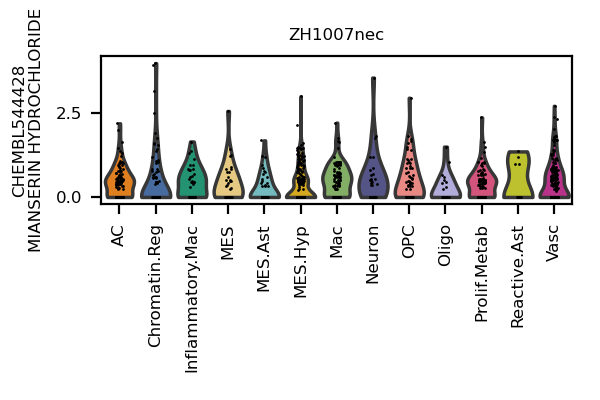 ZH1007nec
CHEMBL544428
MIANSERIN HYDROCHLORIDE
2.5
0.0
AC
Chromatin.Reg
Inflammatory.Mac
MES
MES.Ast
MES.Hyp
Mac
Neuron
OPC
Oligo
Prolif.Metab
Reactive.Ast
Vasc